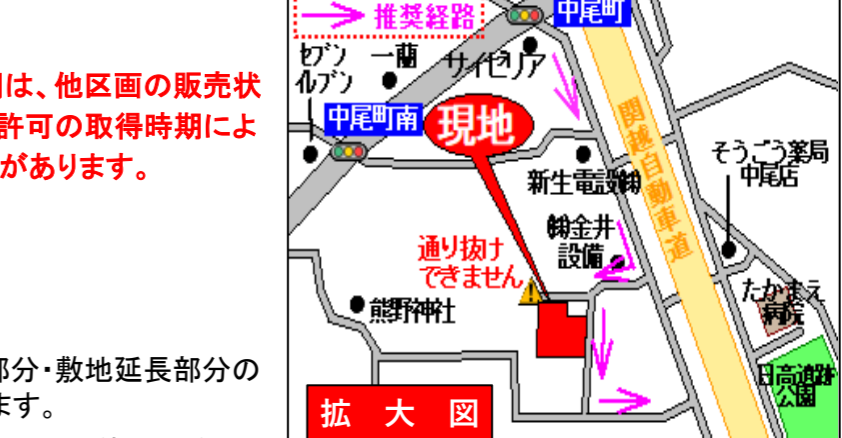 は、他区画の販売状
許可の取得時期によ
があります。
部分・敷地延長部分の
ます。
推奨経路
中尾町
セブン
イレブン
一蘭
サイゼリア
中尾町南
現地
新生電設㈱
㈱金井
設備
関越自動車道
そうごう薬局
中尾店
通り抜け
できません
熊野神社
たかまえ
病院
日高遺跡
公園
拡大図